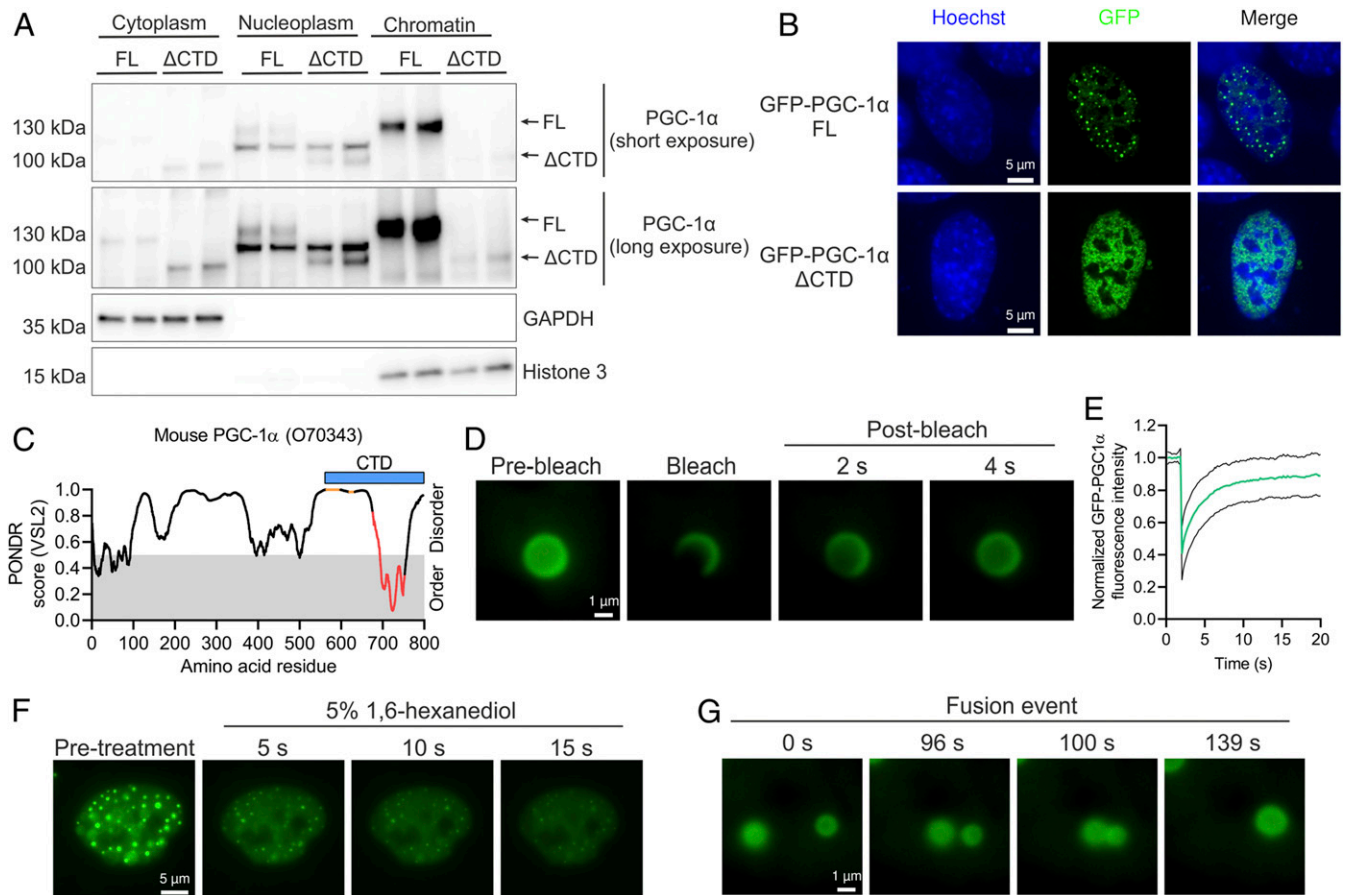 A
Cytoplasm Nucleoplasm Chromatin
FL ΔCTD FL ΔCTD FL ΔCTD
130 kDa
100 kDa
FL
ΔCTD
PGC-1α
(short exposure)
130 kDa
100 kDa
FL
ΔCTD
PGC-1α
(long exposure)
35 kDa
GAPDH
15 kDa
Histone 3
B
Hoechst GFP Merge
GFP-PGC-1α
FL
5 µm
5 µm
GFP-PGC-1α
ΔCTD
5 µm
5 µm
C
Mouse PGC-1α (O70343)
CTD
PONDR
score (VSL2)
1.0
0.8
0.6
0.4
0.2
0.0
Order Disorder
0 100 200 300 400 500 600 700 800
Amino acid residue
D
Post-bleach
Pre-bleach Bleach 2 s 4 s
1 µm
E
Normalized GFP-PGC1α
fluorescence intensity
1.2
1.0
0.8
0.6
0.4
0.2
0.0
0 5 10 15 20
Time (s)
F
5% 1,6-hexanediol
Pre-treatment 5 s 10 s 15 s
5 µm
G
Fusion event
0 s 96 s 100 s 139 s
1 µm